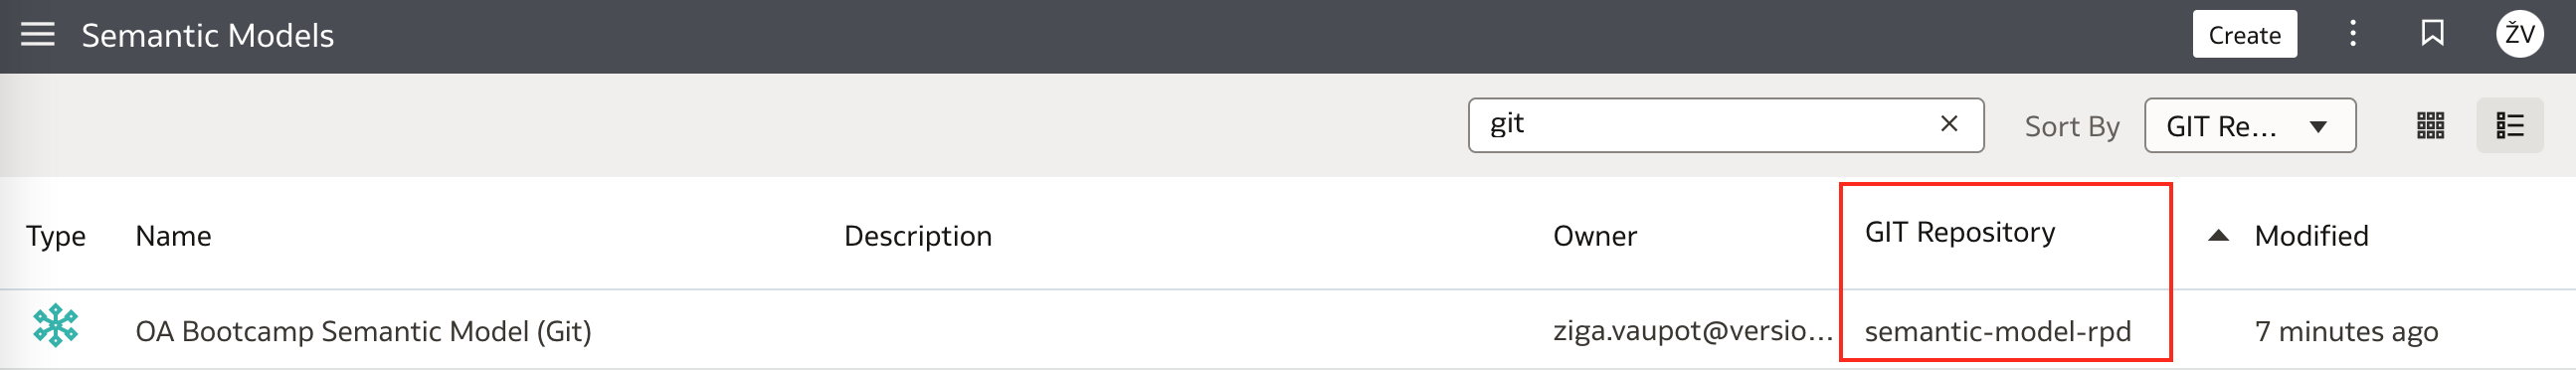 Semantic Models
Create
ŽV
git
Sort By
GIT Re...
Type Name Description Owner GIT Repository Modified
OA Bootcamp Semantic Model (Git) ziga.vaupot@versio... semantic-model-rpd 7 minutes ago